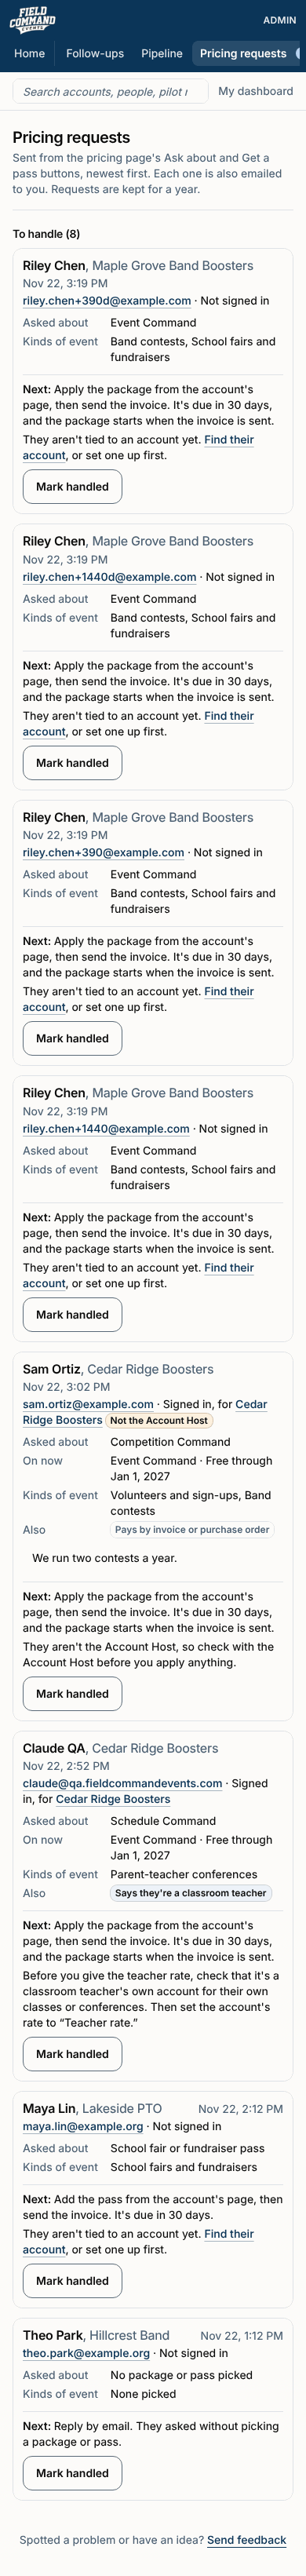 FIELD
COMMAND
EVENTS
ADMIN
Home Follow-ups Pipeline Pricing requests
Search accounts, people, pilot r My dashboard
Pricing requests
Sent from the pricing page's Ask about and Get a
pass buttons, newest first. Each one is also emailed
to you. Requests are kept for a year.
To handle (8)
Riley Chen, Maple Grove Band Boosters
Nov 22, 3:19 PM
riley.chen+390d@example.com · Not signed in
Asked about Event Command
Kinds of event Band contests, School fairs and
fundraisers
Next: Apply the package from the account's
page, then send the invoice. It's due in 30 days,
and the package starts when the invoice is sent.
They aren't tied to an account yet. Find their
account, or set one up first.
Mark handled
Riley Chen, Maple Grove Band Boosters
Nov 22, 3:19 PM
riley.chen+1440d@example.com · Not signed in
Asked about Event Command
Kinds of event Band contests, School fairs and
fundraisers
Next: Apply the package from the account's
page, then send the invoice. It's due in 30 days,
and the package starts when the invoice is sent.
They aren't tied to an account yet. Find their
account, or set one up first.
Mark handled
Riley Chen, Maple Grove Band Boosters
Nov 22, 3:19 PM
riley.chen+390@example.com · Not signed in
Asked about Event Command
Kinds of event Band contests, School fairs and
fundraisers
Next: Apply the package from the account's
page, then send the invoice. It's due in 30 days,
and the package starts when the invoice is sent.
They aren't tied to an account yet. Find their
account, or set one up first.
Mark handled
Riley Chen, Maple Grove Band Boosters
Nov 22, 3:19 PM
riley.chen+1440@example.com · Not signed in
Asked about Event Command
Kinds of event Band contests, School fairs and
fundraisers
Next: Apply the package from the account's
page, then send the invoice. It's due in 30 days,
and the package starts when the invoice is sent.
They aren't tied to an account yet. Find their
account, or set one up first.
Mark handled
Sam Ortiz, Cedar Ridge Boosters
Nov 22, 3:02 PM
sam.ortiz@example.com · Signed in, for Cedar
Ridge Boosters Not the Account Host
Asked about Competition Command
On now Event Command · Free through
Jan 1, 2027
Kinds of event Volunteers and sign-ups, Band
contests
Also Pays by invoice or purchase order
We run two contests a year.
Next: Apply the package from the account's
page, then send the invoice. It's due in 30 days,
and the package starts when the invoice is sent.
They aren't the Account Host, so check with the
Account Host before you apply anything.
Mark handled
Claude QA, Cedar Ridge Boosters
Nov 22, 2:52 PM
claude@qa.fieldcommandevents.com · Signed
in, for Cedar Ridge Boosters
Asked about Schedule Command
On now Event Command · Free through
Jan 1, 2027
Kinds of event Parent-teacher conferences
Also Says they're a classroom teacher
Next: Apply the package from the account's
page, then send the invoice. It's due in 30 days,
and the package starts when the invoice is sent.
Before you give the teacher rate, check that it's a
classroom teacher's own account for their own
classes or conferences. Then set the account's
rate to “Teacher rate.”
Mark handled
Maya Lin, Lakeside PTO Nov 22, 2:12 PM
maya.lin@example.org · Not signed in
Asked about School fair or fundraiser pass
Kinds of event School fairs and fundraisers
Next: Add the pass from the account's page, then
send the invoice. It's due in 30 days.
They aren't tied to an account yet. Find their
account, or set one up first.
Mark handled
Theo Park, Hillcrest Band Nov 22, 1:12 PM
theo.park@example.org · Not signed in
Asked about No package or pass picked
Kinds of event None picked
Next: Reply by email. They asked without picking
a package or pass.
Mark handled
Spotted a problem or have an idea? Send feedback